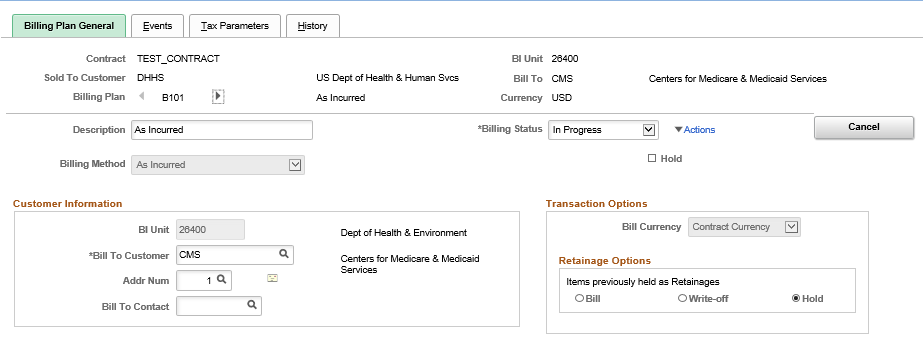 Billing Plan General Events Tax Parameters History
Contract TEST_CONTRACT BI Unit 26400
Sold To Customer DHHS US Dept of Health & Human Svcs Bill To CMS Centers for Medicare & Medicaid Services
Billing Plan B101 As Incurred Currency USD
Description As Incurred *Billing Status In Progress Actions Cancel
Billing Method As Incurred Hold
Customer Information Transaction Options
BI Unit 26400 Dept of Health & Environment Bill Currency Contract Currency
*Bill To Customer CMS Centers for Medicare & Medicaid
Services
Retainage Options
Addr Num 1 Items previously held as Retainages
Bill To Contact Bill Write-off Hold